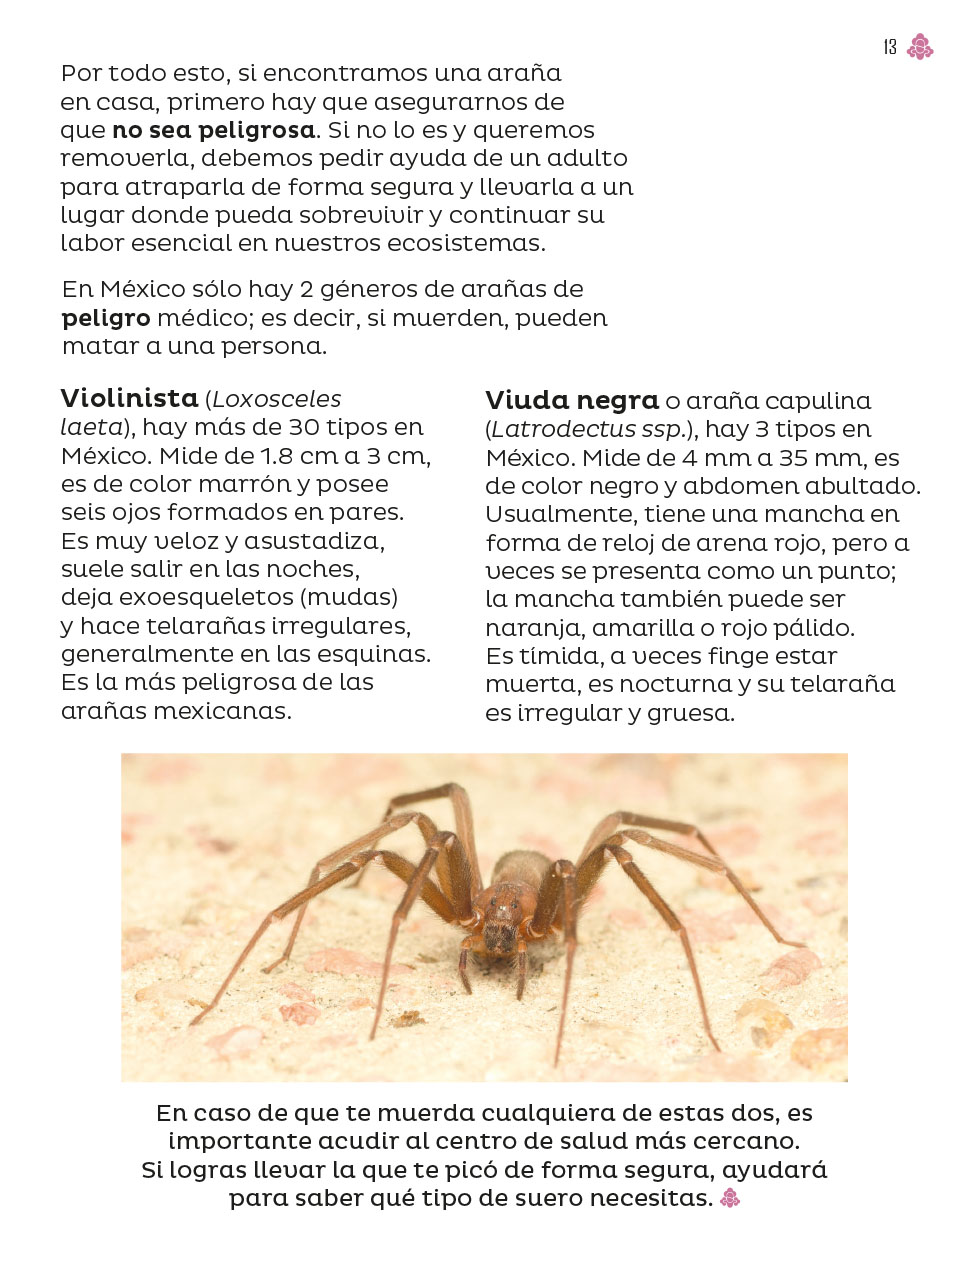 13
Por todo esto, si encontramos una araña
en casa, primero hay que asegurarnos de
que no sea peligrosa. Si no lo es y queremos
removerla, debemos pedir ayuda de un adulto
para atraparla de forma segura y llevarla a un
lugar donde pueda sobrevivir y continuar su
labor esencial en nuestros ecosistemas.
En México sólo hay 2 géneros de arañas de
peligro médico; es decir, si muerden, pueden
matar a una persona.
Violinista (Loxosceles
laeta), hay más de 30 tipos en
México. Mide de 1.8 cm a 3 cm,
es de color marrón y posee
seis ojos formados en pares.
Es muy veloz y asustadiza,
suele salir en las noches,
deja exoesqueletos (mudas)
y hace telarañas irregulares,
generalmente en las esquinas.
Es la más peligrosa de las
arañas mexicanas.
Viuda negra o araña capulina
(Latrodectus ssp.), hay 3 tipos en
México. Mide de 4 mm a 35 mm, es
de color negro y abdomen abultado.
Usualmente, tiene una mancha en
forma de reloj de arena rojo, pero a
veces se presenta como un punto;
la mancha también puede ser
naranja, amarilla o rojo pálido.
Es tímida, a veces finge estar
muerta, es nocturna y su telaraña
es irregular y gruesa.
En caso de que te muerda cualquiera de estas dos, es
importante acudir al centro de salud más cercano.
Si logras llevar la que te picó de forma segura, ayudará
para saber qué tipo de suero necesitas.